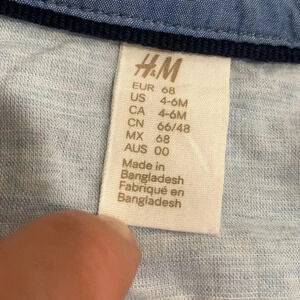 H&M
EUR 68
US 4-6M
CA 4-6M
CN 66/48
MX 68
AUS 00
Made in
Bangladesh
Fabriqué en
Bangladesh